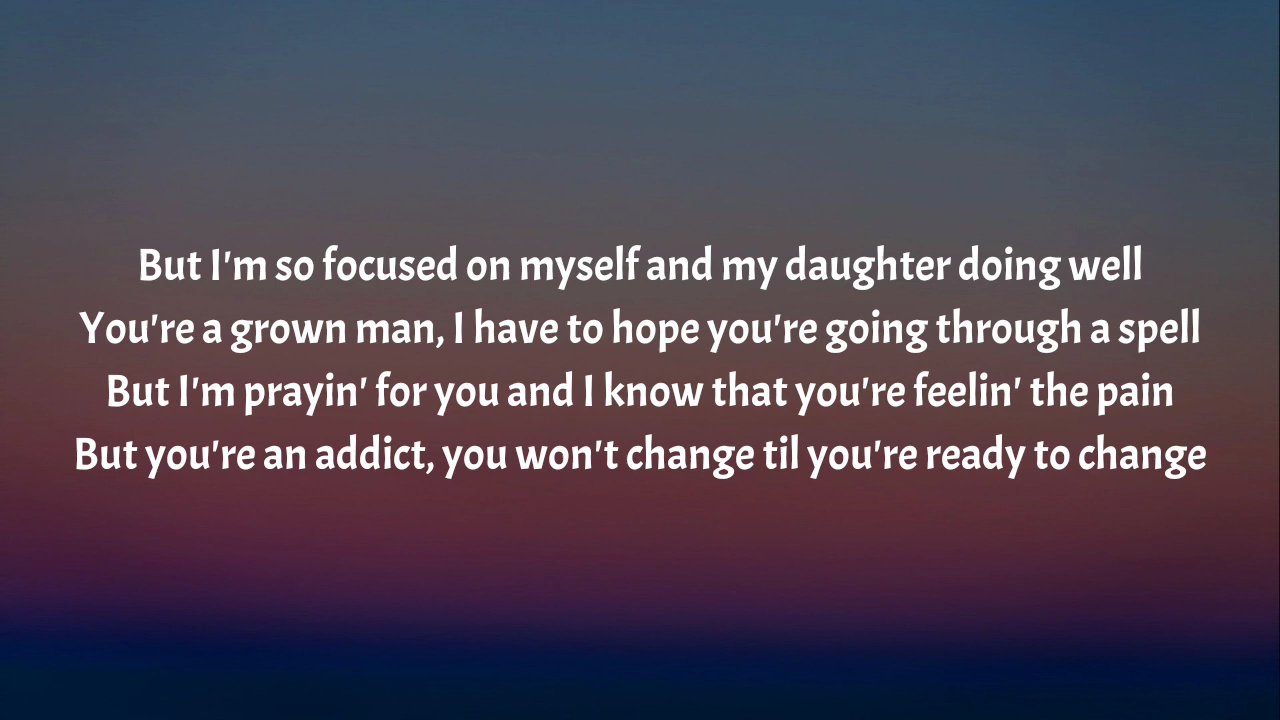 But I'm so focused on myself and my daughter doing well
You're a grown man, I have to hope you're going through a spell
But I'm prayin' for you and I know that you're feelin' the pain
But you're an addict, you won't change til you're ready to change